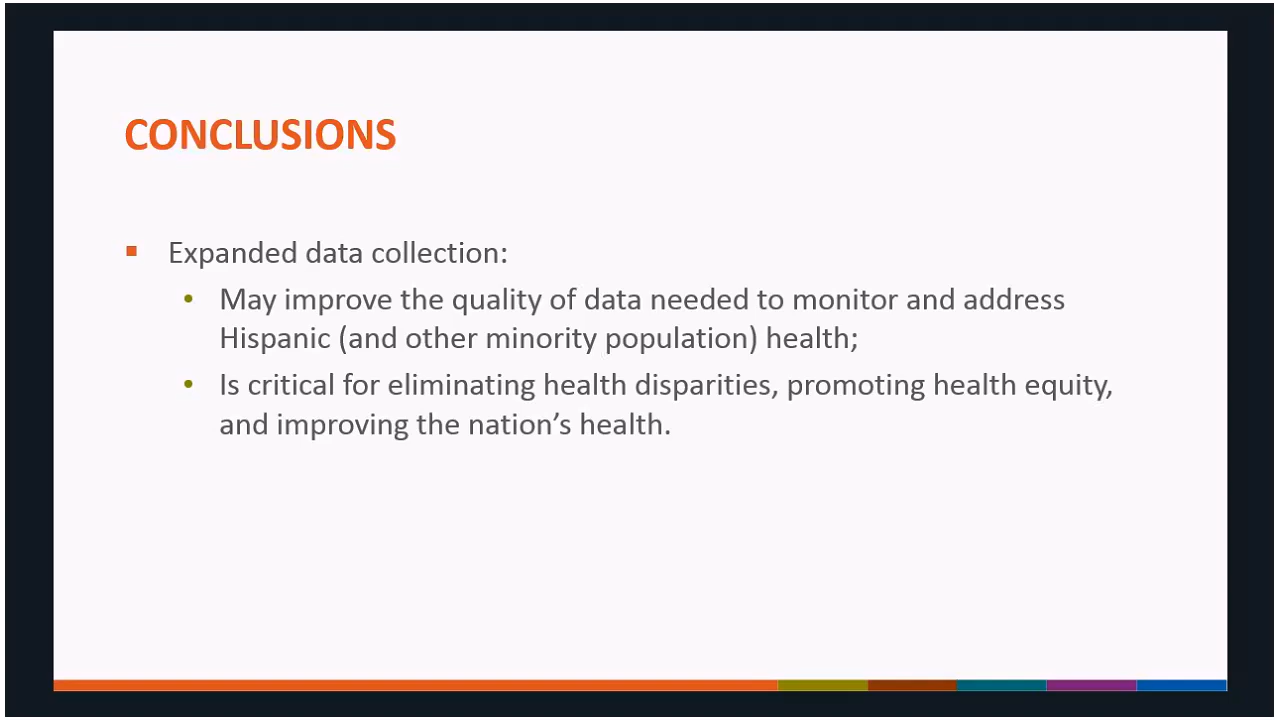 CONCLUSIONS
Expanded data collection:
May improve the quality of data needed to monitor and address
Hispanic (and other minority population) health;
Is critical for eliminating health disparities, promoting health equity,
and improving the nation’s health.